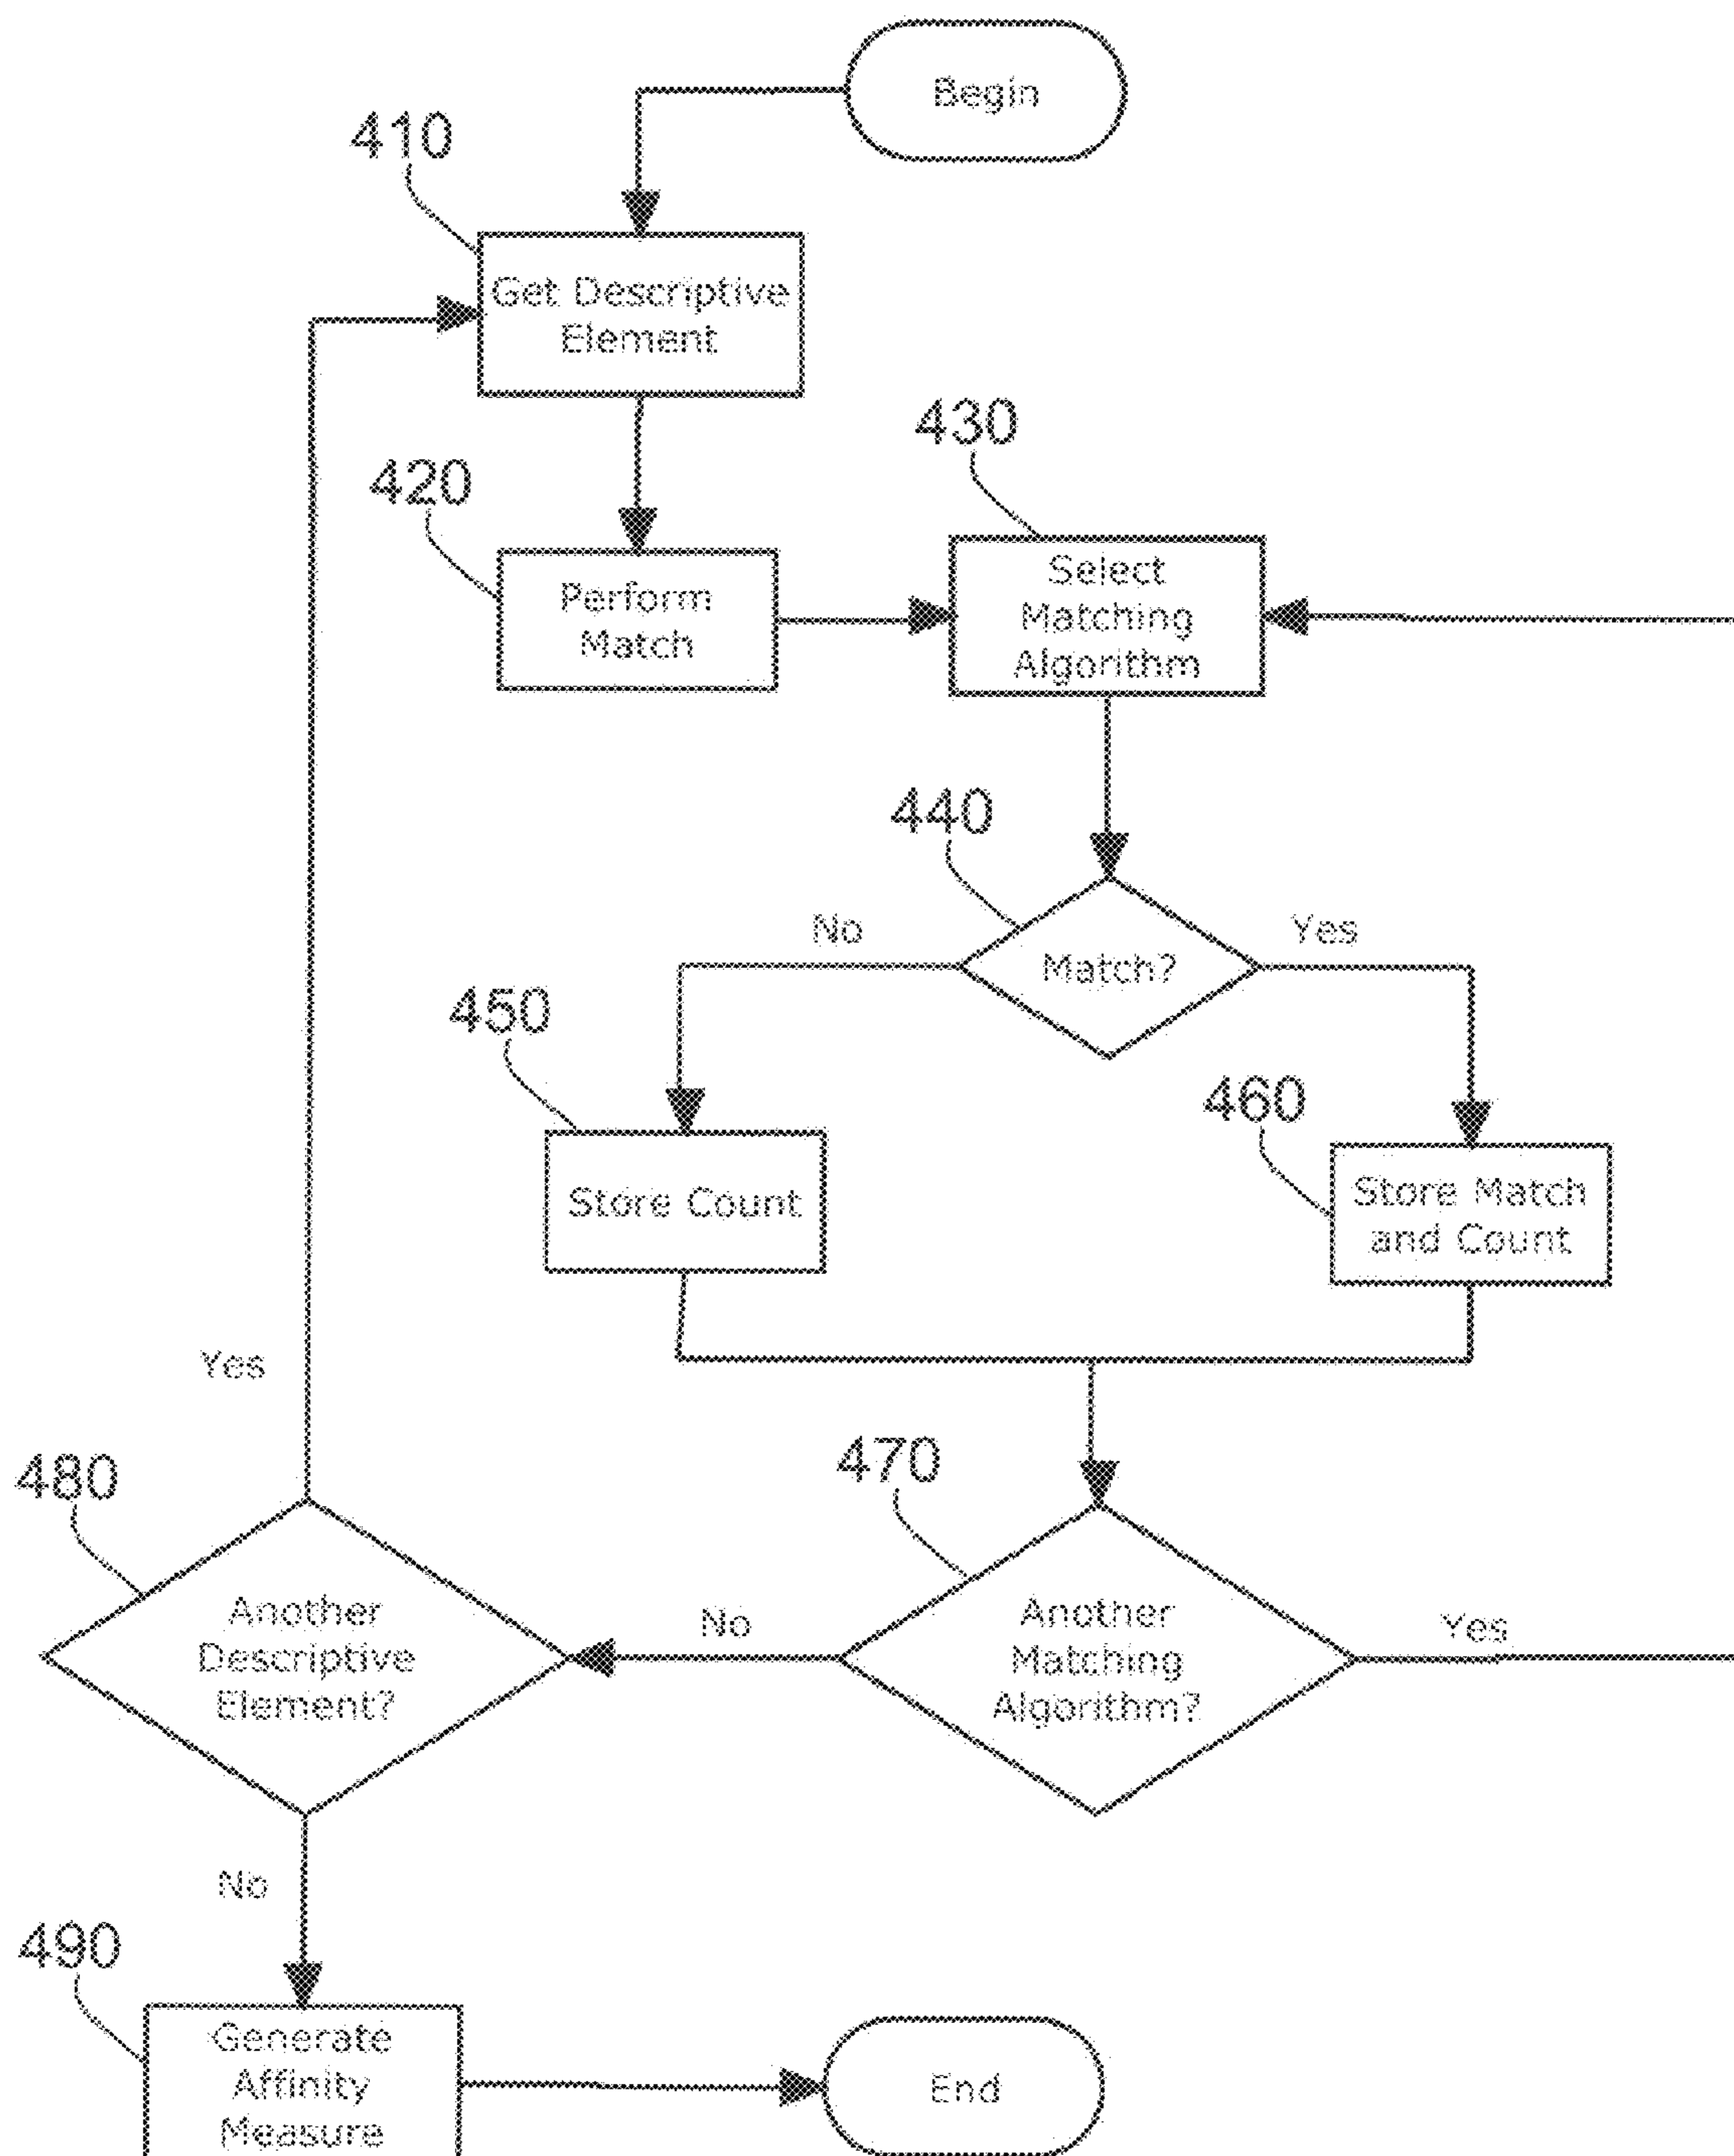 Begin
410
Get Descriptive
Element
430
420
Select
Matching
Algorithm
Perform
Match
440
No
Yes
Match?
450
460
Store Count
Store Match
and Count
Yes
480
470
Another
Descriptive
Element?
No
Another
Matching
Algorithm?
Yes
No
490
Generate
Affinity
Measure
End